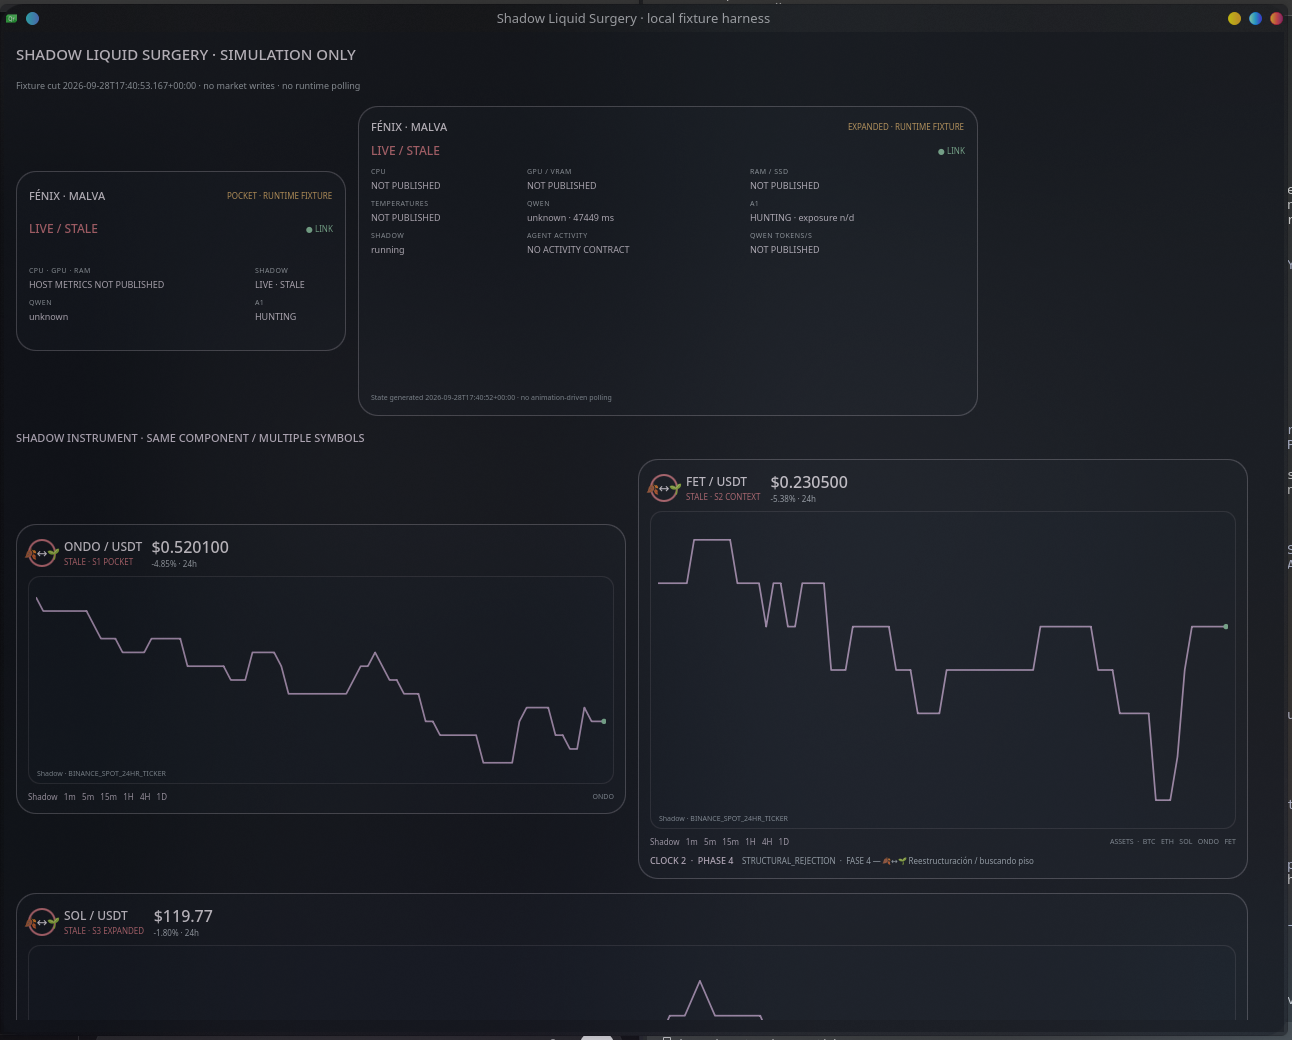 Shadow Liquid Surgery · local fixture harness
SHADOW LIQUID SURGERY · SIMULATION ONLY
Fixture cut 2026-09-28T17:40:53.167+00:00 · no market writes · no runtime polling
FÉNIX · MALVA
POCKET · RUNTIME FIXTURE
LIVE / STALE
● LINK
CPU · GPU · RAM
SHADOW
HOST METRICS NOT PUBLISHED
LIVE · STALE
QWEN
A1
unknown
HUNTING
FÉNIX · MALVA
EXPANDED · RUNTIME FIXTURE
LIVE / STALE
● LINK
CPU
GPU / VRAM
RAM / SSD
NOT PUBLISHED
NOT PUBLISHED
NOT PUBLISHED
TEMPERATURES
QWEN
A1
NOT PUBLISHED
unknown · 47449 ms
HUNTING · exposure n/d
SHADOW
AGENT ACTIVITY
QWEN TOKENS/S
running
NO ACTIVITY CONTRACT
NOT PUBLISHED
State generated 2026-09-28T17:40:52+00:00 · no animation-driven polling
SHADOW INSTRUMENT · SAME COMPONENT / MULTIPLE SYMBOLS
ONDO / USDT
$0.520100
STALE · S1 POCKET
-4.85% · 24h
Shadow · BINANCE_SPOT_24HR_TICKER
Shadow 1m 5m 15m 1H 4H 1D
ONDO
FET / USDT
$0.230500
STALE · S2 CONTEXT
-5.38% · 24h
Shadow · BINANCE_SPOT_24HR_TICKER
Shadow 1m 5m 15m 1H 4H 1D
ASSETS · BTC ETH SOL ONDO FET
CLOCK 2 · PHASE 4 STRUCTURAL_REJECTION · FASE 4 — 🍂↔🌱 Reestructuración / buscando piso
SOL / USDT
$119.77
STALE · S3 EXPANDED
-1.80% · 24h